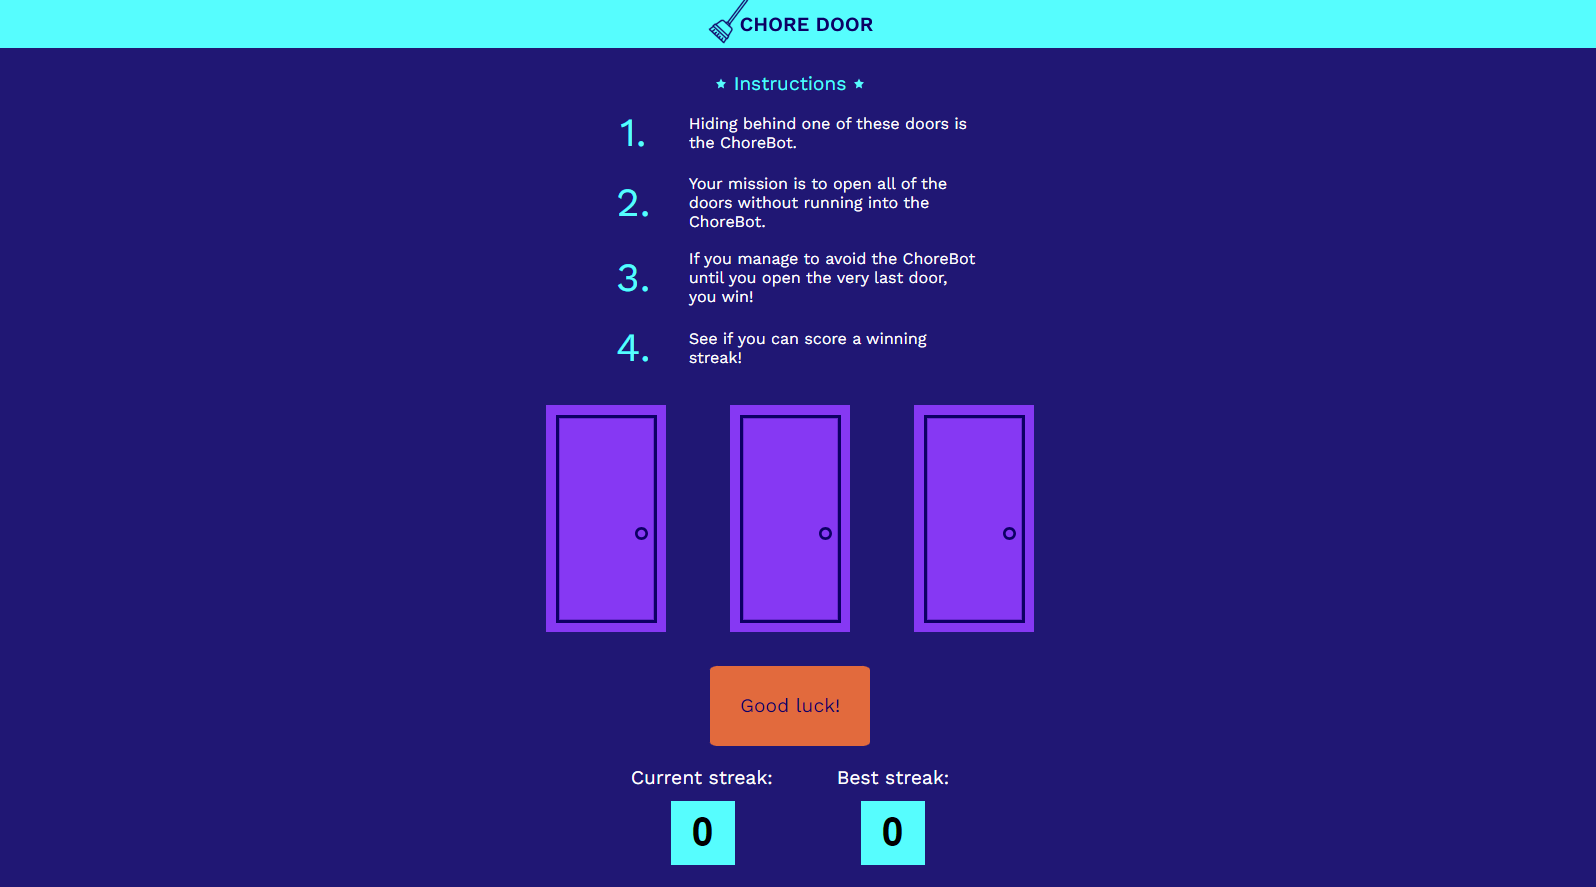 CHORE DOOR
Instructions
1.
Hiding behind one of these doors is
the ChoreBot.
2.
Your mission is to open all of the
doors without running into the
ChoreBot.
3.
If you manage to avoid the ChoreBot
until you open the very last door,
you win!
4.
See if you can score a winning
streak!
Good luck!
Current streak:
Best streak:
0
0